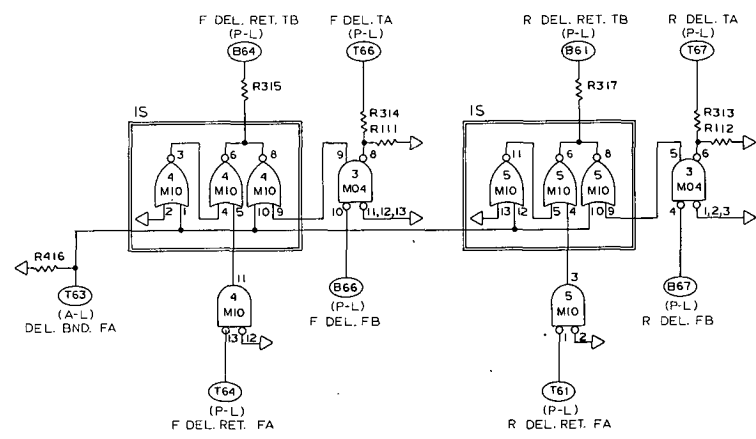 F DEL. RET. TB
(P-L)
B64
F DEL. TA
(P-L)
T66
R DEL. RET. TB
(P-L)
B61
R DEL. TA
(P-L)
T67
R315
R314
R111
R317
R313
R112
IS
3
4
M10
2
1
6
4
M10
4
5
8
4
M10
10
9
9
8
3
M04
10
11,12,13
IS
11
5
M10
13
12
6
5
M10
5
4
8
5
M10
10
9
5
6
3
M04
4
1,2,3
R416
T63
(A-L)
DEL. BND. FA
11
4
M10
13
12
B66
(P-L)
F DEL. FB
3
5
M10
1
2
B67
(P-L)
R DEL. FB
T64
(P-L)
F DEL. RET. FA
T61
(P-L)
R DEL. RET. FA